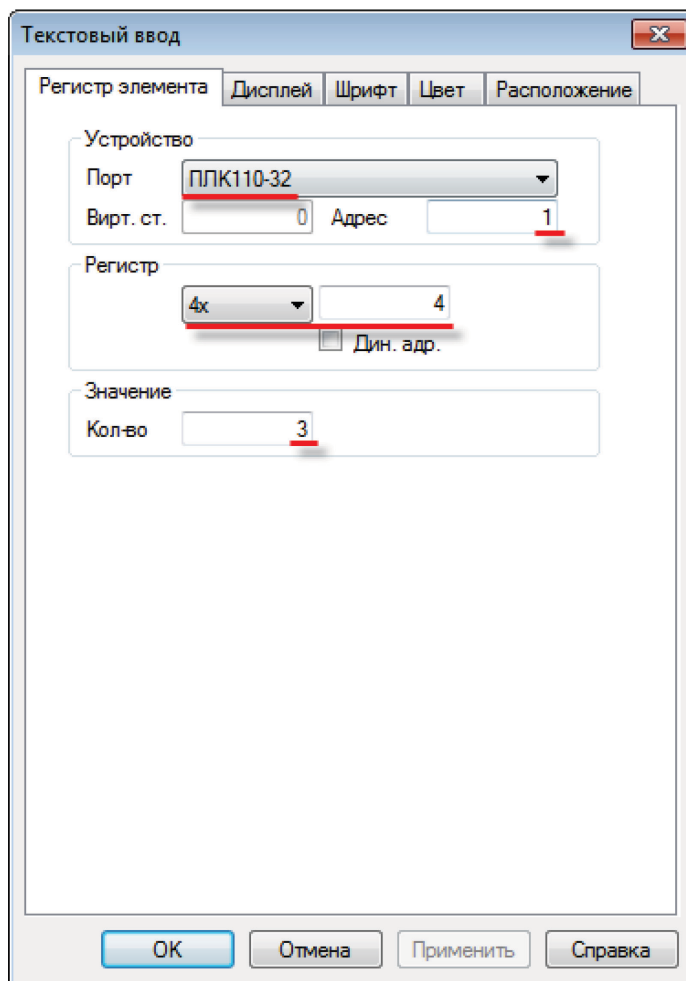 Текстовый ввод
Регистр элемента Дисплей Шрифт Цвет Расположение
Устройство
Порт ПЛК110-32
Вирт. ст. 0 Адрес 1
Регистр
4x 4
Дин. адр.
Значение
Кол-во 3
OK Отмена Применить Справка